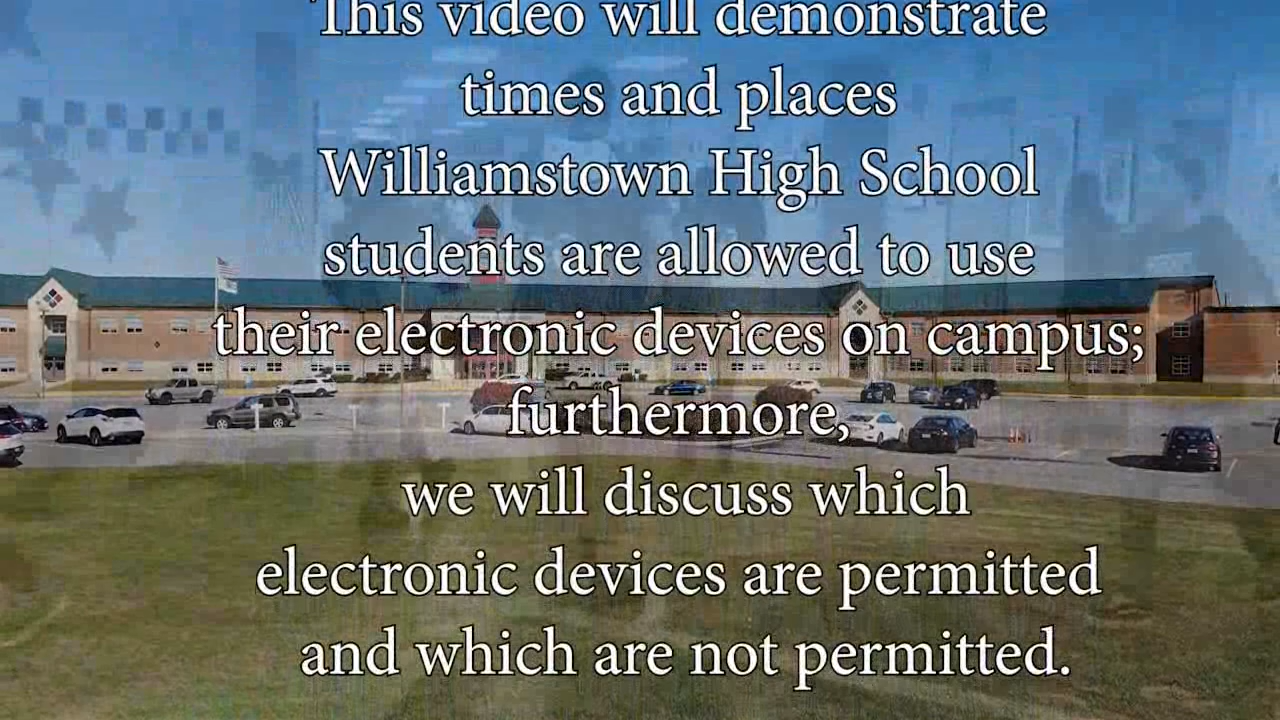 This video will demonstrate
times and places
Williamstown High School
students are allowed to use
their electronic devices on campus;
furthermore,
we will discuss which
electronic devices are permitted
and which are not permitted.